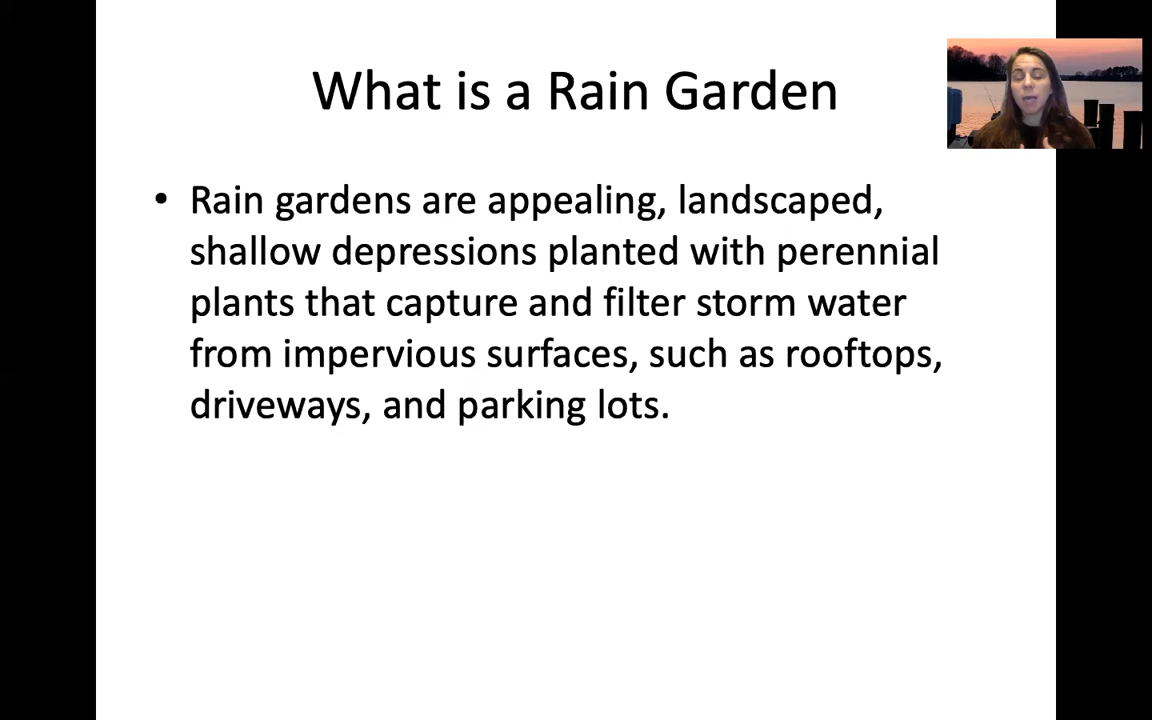 What is a Rain Garden
• Rain gardens are appealing, landscaped,
shallow depressions planted with perennial
plants that capture and filter storm water
from impervious surfaces, such as rooftops,
driveways, and parking lots.